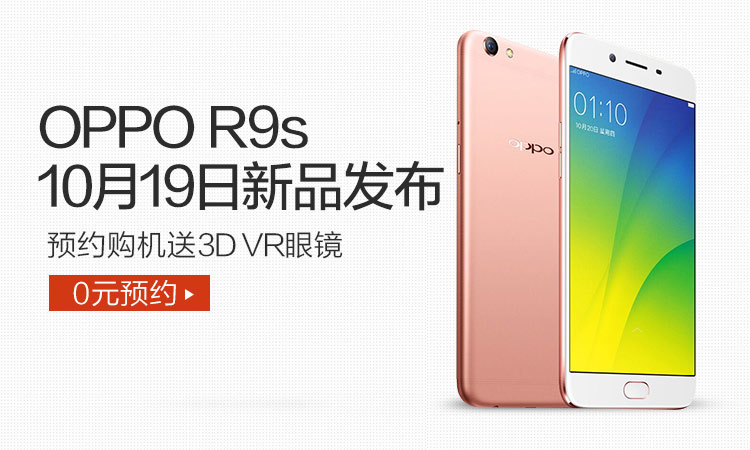 OPPO R9s
10月19日新品发布
预约购机送3D VR眼镜
0元预约
oppo
OPPO
01:10
10月20日 星期四